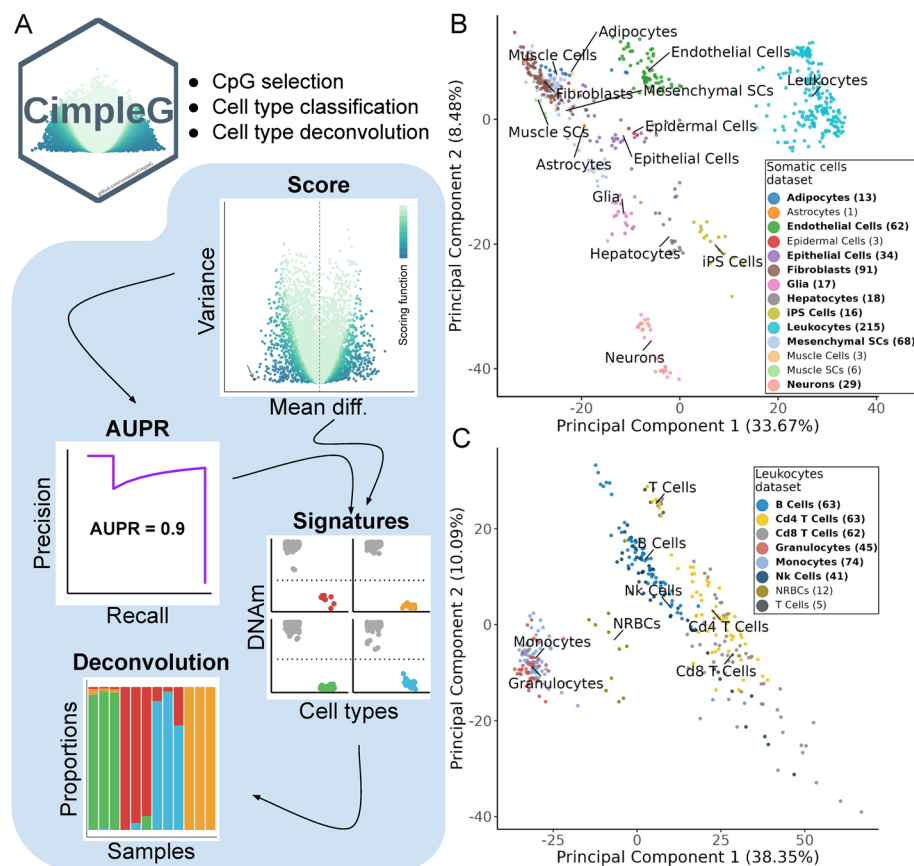 A
CimpleG
● CpG selection
● Cell type classification
● Cell type deconvolution
Score
Variance
Scoring function
Mean diff.
AUPR
Precision
AUPR = 0.9
Recall
Signatures
DNAm
Cell types
Deconvolution
Proportions
Samples
B
Principal Component 2 (8.48%)
0
-20
-40
Adipocytes
Muscle Cells
Endothelial Cells
Leukocytes
Fibroblasts
Mesenchymal SCs
Muscle SCs
Epidermal Cells
Astrocytes
Epithelial Cells
Glia
Hepatocytes
iPS Cells
Neurons
Somatic cells
dataset
Adipocytes (13)
Astrocytes (1)
Endothelial Cells (62)
Epidermal Cells (3)
Epithelial Cells (34)
Fibroblasts (91)
Glia (17)
Hepatocytes (18)
iPS Cells (16)
Leukocytes (215)
Mesenchymal SCs (68)
Muscle Cells (3)
Muscle SCs (6)
Neurons (29)
-20 0 20 40
Principal Component 1 (33.67%)
C
Principal Component 2 (10.09%)
20
0
-20
-40
T Cells
B Cells
Nk Cells
NRBCs
Cd4 T Cells
Monocytes
Cd8 T Cells
Granulocytes
Leukocytes
dataset
B Cells (63)
Cd4 T Cells (63)
Cd8 T Cells (62)
Granulocytes (45)
Monocytes (74)
Nk Cells (41)
NRBCs (12)
T Cells (5)
-25 0 25 50
Principal Component 1 (38.35%)